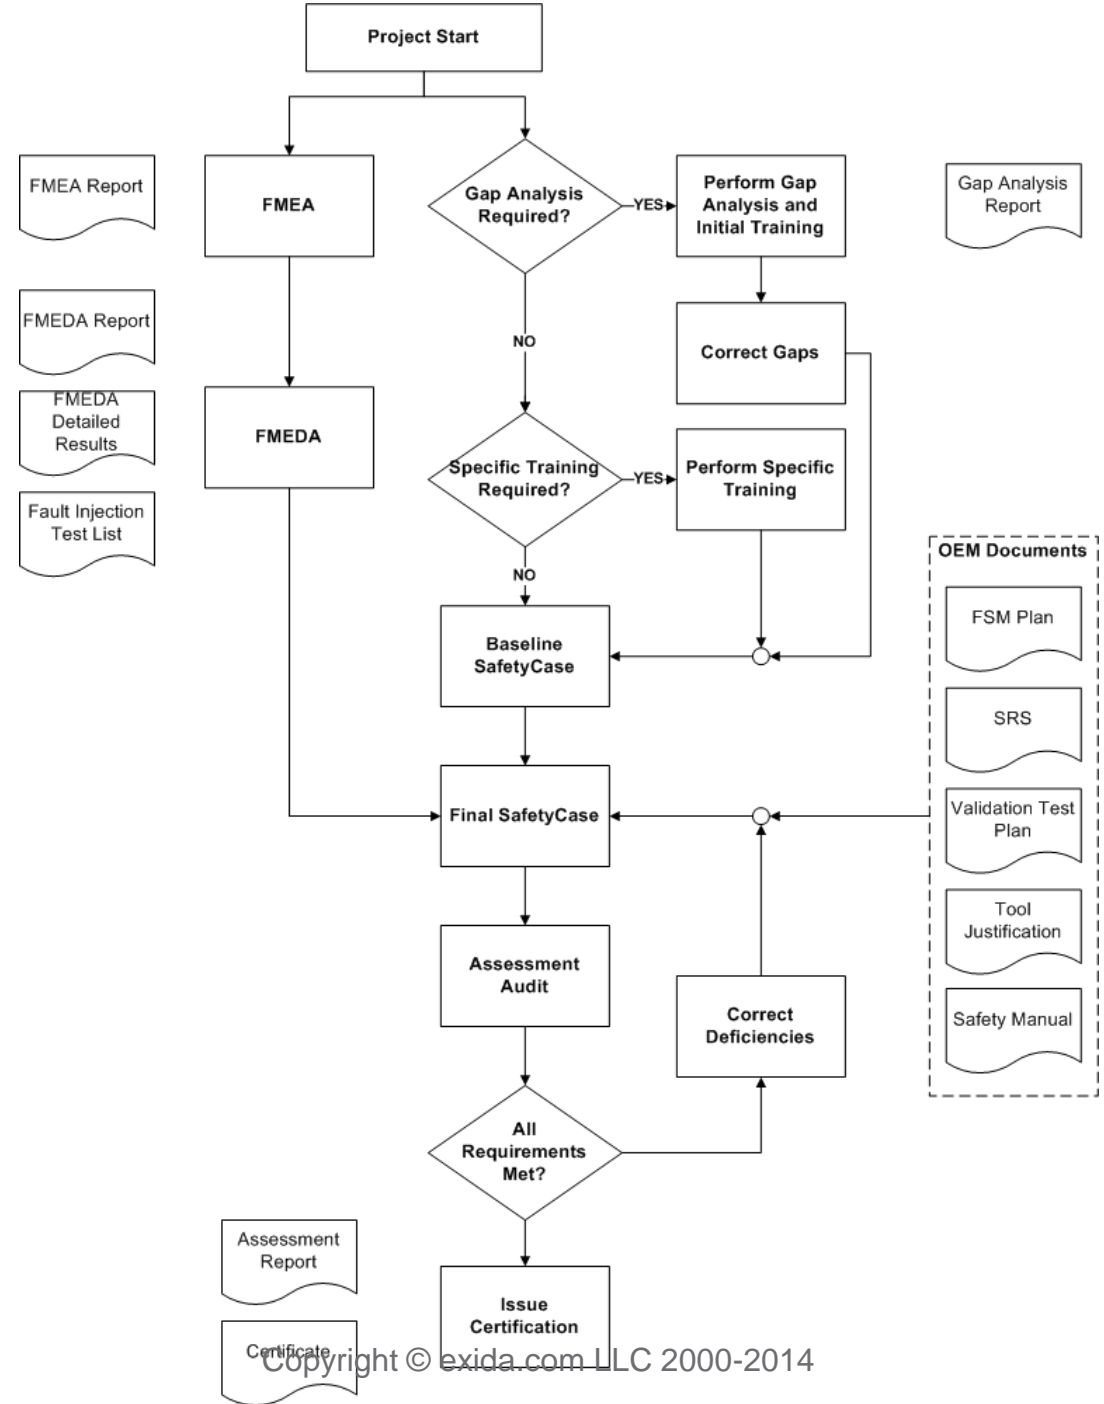 Project Start
FMEA Report
FMEA
Gap Analysis
Required?
YES
Perform Gap
Analysis and
Initial Training
Gap Analysis
Report
FMEDA Report
NO
Correct Gaps
FMEDA
Detailed
Results
FMEDA
Specific Training
Required?
YES
Perform Specific
Training
Fault Injection
Test List
NO
OEM Documents
FSM Plan
Baseline
SafetyCase
SRS
Final SafetyCase
Validation Test
Plan
Tool
Justification
Assessment
Audit
Correct
Deficiencies
Safety Manual
All
Requirements
Met?
Assessment
Report
Issue
Certification
Certificate
Copyright © exida.com LLC 2000-2014